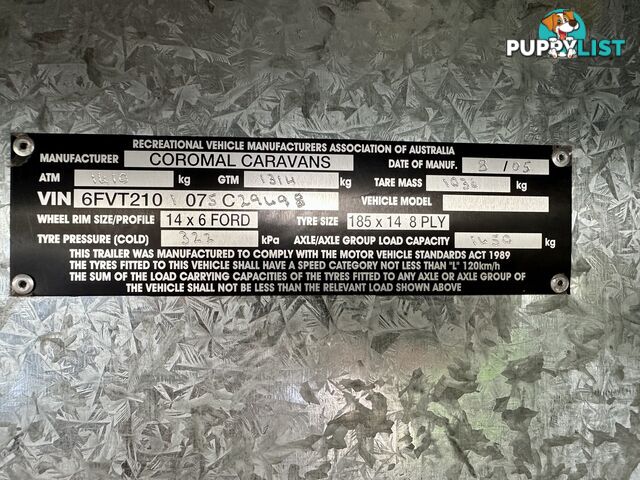 PUPPYLIST
RECREATIONAL VEHICLE MANUFACTURERS ASSOCIATION OF AUSTRALIA
MANUFACTURER COROMAL CARAVANS DATE OF MANUF. 3/05
ATM kg GTM 1314 kg TARE MASS kg
VIN 6FVT210 VEHICLE MODEL
WHEEL RIM SIZE/PROFILE 14 x 6 FORD TYRE SIZE 185 x 14 8 PLY
TYRE PRESSURE (COLD) kPa AXLE/AXLE GROUP LOAD CAPACITY kg
THIS TRAILER WAS MANUFACTURED TO COMPLY WITH THE MOTOR VEHICLE STANDARDS ACT 1989
THE TYRES FITTED TO THIS VEHICLE SHALL HAVE A SPEED CATEGORY NOT LESS THAN "L" 120km/h
THE SUM OF THE LOAD CARRYING CAPACITIES OF THE TYRES FITTED TO ANY AXLE OR AXLE GROUP OF
THE VEHICLE SHALL NOT BE LESS THAN THE RELEVANT LOAD SHOWN ABOVE